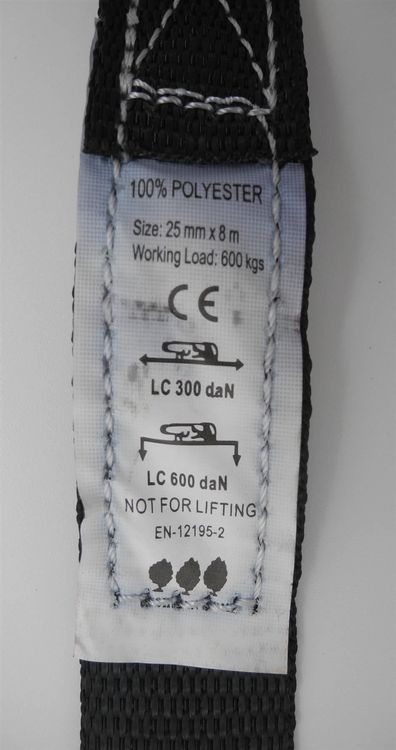 100% POLYESTER
Size: 25 mm x 8 m
Working Load: 600 kgs
CE
LC 300 daN
LC 600 daN
NOT FOR LIFTING
EN-12195-2